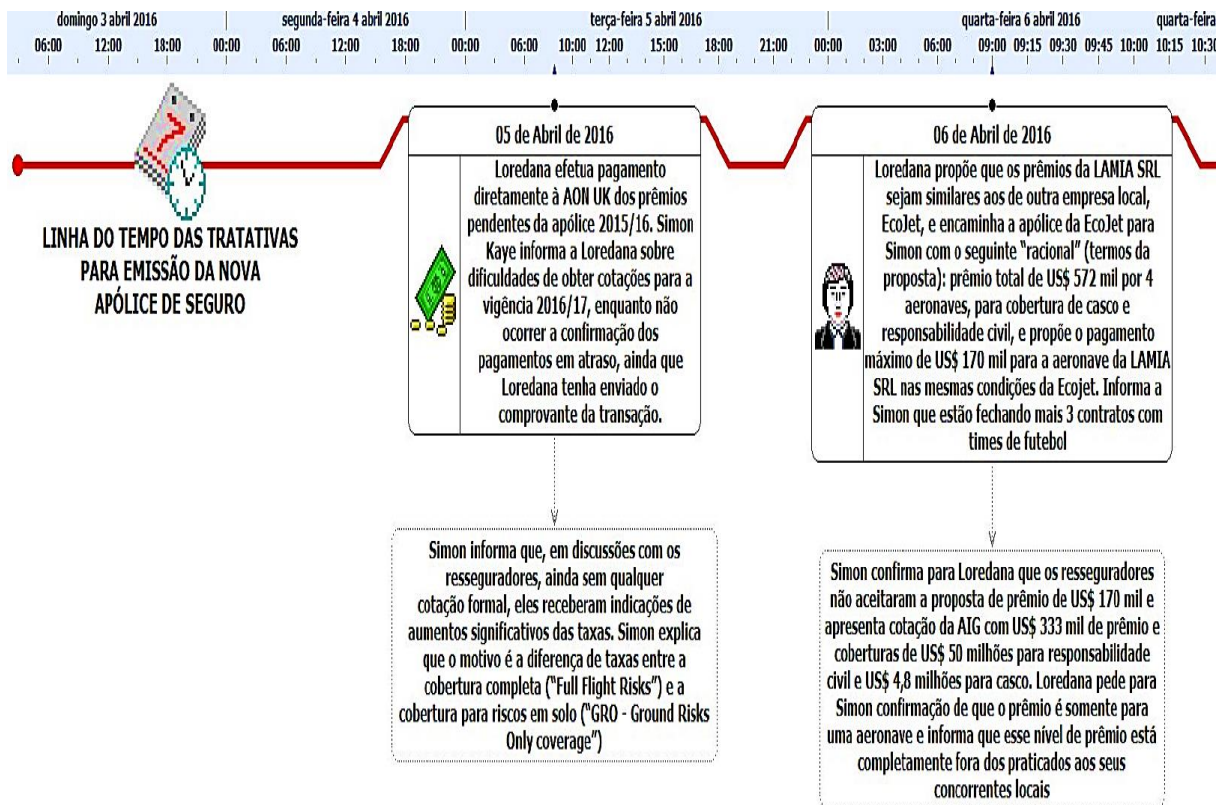 domingo 3 abril 2016 segunda-feira 4 abril 2016 terça-feira 5 abril 2016 quarta-feira 6 abril 2016 quarta-feira
06:00 12:00 18:00 00:00 06:00 12:00 18:00 00:00 06:00 10:00 12:00 15:00 18:00 21:00 00:00 03:00 06:00 09:00 09:15 09:30 09:45 10:00 10:15 10:30
LINHA DO TEMPO DAS TRATATIVAS
PARA EMISSÃO DA NOVA
APÓLICE DE SEGURO
05 de Abril de 2016
Loredana efetua pagamento
diretamente à AON UK dos prêmios
pendentes da apólice 2015/16. Simon
Kaye informa a Loredana sobre
dificuldades de obter cotações para a
vigência 2016/17, enquanto não
ocorrer a confirmação dos
pagamentos em atraso, ainda que
Loredana tenha enviado o
comprovante da transação.
Simon informa que, em discussões com os
resseguradores, ainda sem qualquer
cotação formal, eles receberam indicações de
aumentos significativos das taxas. Simon explica
que o motivo é a diferença de taxas entre a
cobertura completa ("Full Flight Risks") e a
cobertura para riscos em solo ("GRO - Ground Risks
Only coverage")
06 de Abril de 2016
Loredana propõe que os prêmios da LAMIA SRL
sejam similares aos de outra empresa local,
EcoJet, e encaminha a apólice da EcoJet para
Simon com o seguinte "racional" (termos da
proposta): prêmio total de US$ 572 mil por 4
aeronaves, para cobertura de casco e
responsabilidade civil, e propõe o pagamento
máximo de US$ 170 mil para a aeronave da LAMIA
SRL nas mesmas condições da Ecojet. Informa a
Simon que estão fechando mais 3 contratos com
times de futebol
Simon confirma para Loredana que os resseguradores
não aceitaram a proposta de prêmio de US$ 170 mil e
apresenta cotação da AIG com US$ 333 mil de prêmio e
coberturas de US$ 50 milhões para responsabilidade
civil e US$ 4,8 milhões para casco. Loredana pede para
Simon confirmação de que o prêmio é somente para
uma aeronave e informa que esse nível de prêmio está
completamente fora dos praticados aos seus
concorrentes locais